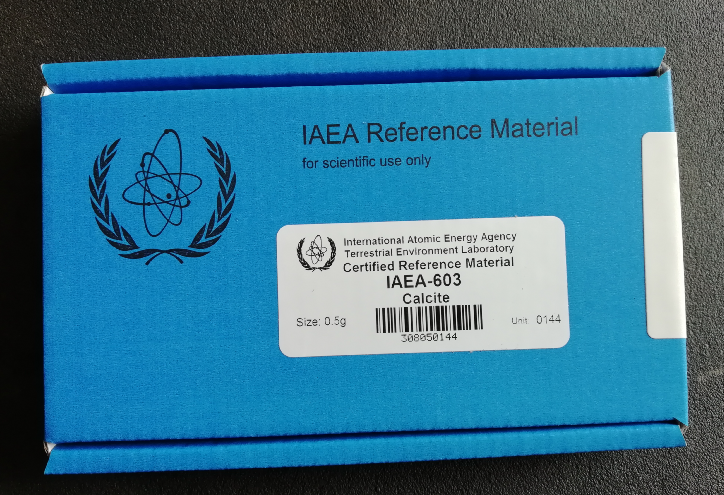 IAEA Reference Material
for scientific use only
International Atomic Energy Agency
Terrestrial Environment Laboratory
Certified Reference Material
IAEA-603
Calcite
Size: 0.5g
Unit 0144
308050144